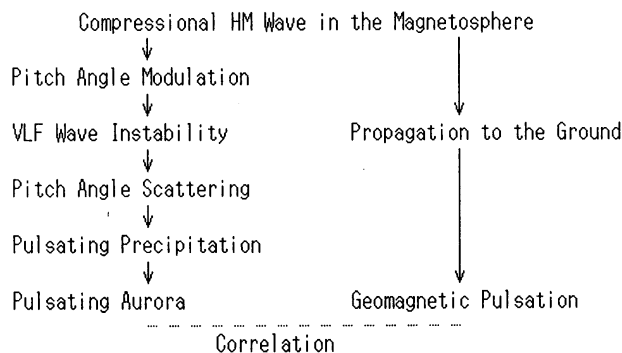 Compressional HM Wave in the Magnetosphere
Pitch Angle Modulation
VLF Wave Instability
Propagation to the Ground
Pitch Angle Scattering
Pulsating Precipitation
Pulsating Aurora
Geomagnetic Pulsation
Correlation